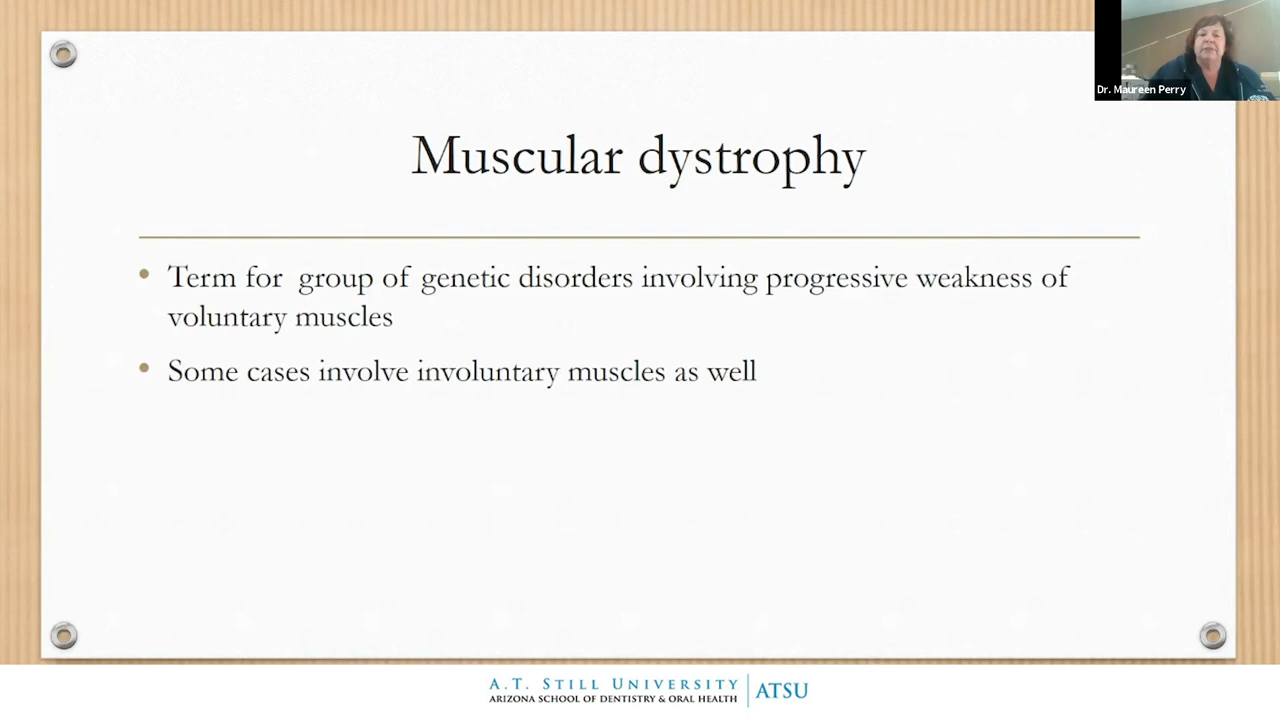 Dr. Maureen Perry
Muscular dystrophy
• Term for group of genetic disorders involving progressive weakness of
voluntary muscles
• Some cases involve involuntary muscles as well
A.T. STILL UNIVERSITY
ARIZONA SCHOOL OF DENTISTRY & ORAL HEALTH
ATSU